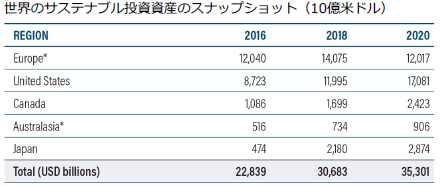 世界のサステナブル投資資産のスナップショット（10億米ドル）
REGION 2016 2018 2020
Europe* 12,040 14,075 12,017
United States 8,723 11,995 17,081
Canada 1,086 1,699 2,423
Australasia* 516 734 906
Japan 474 2,180 2,874
Total (USD billions) 22,839 30,683 35,301